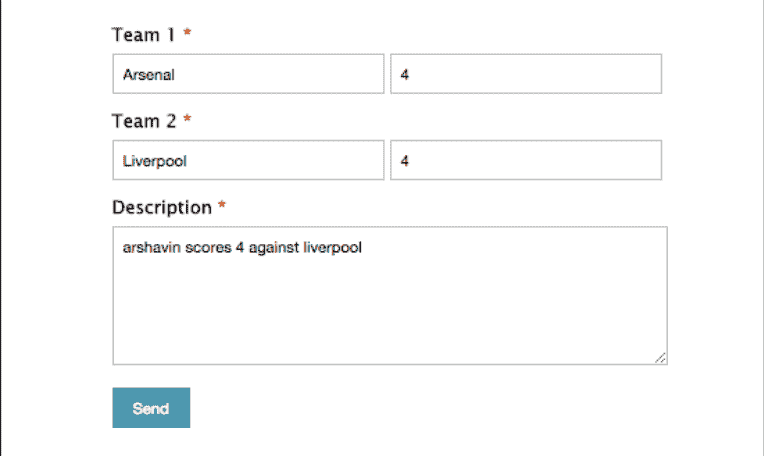 Team 1 *
Arsenal 4
Team 2 *
Liverpool 4
Description *
arshavin scores 4 against liverpool
Send